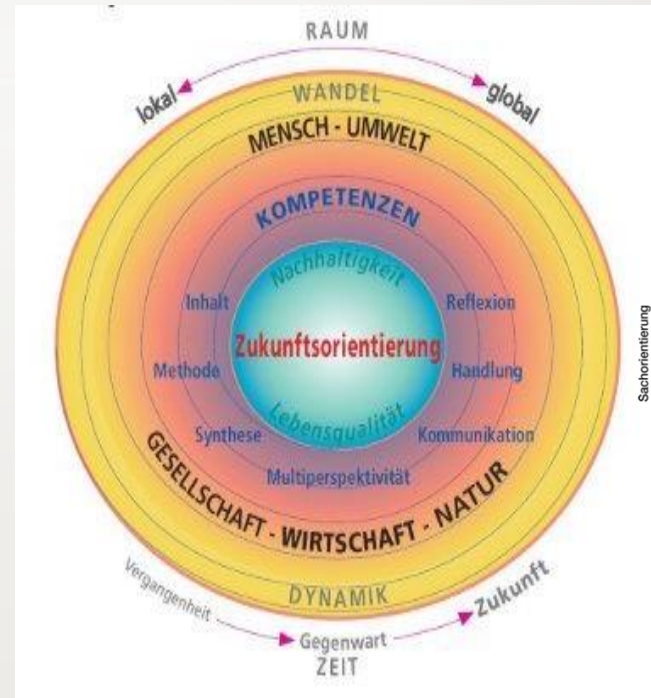 RAUM
lokal
global
WANDEL
MENSCH - UMWELT
KOMPETENZEN
Nachhaltigkeit
Inhalt
Reflexion
Zukunftsorientierung
Methode
Handlung
Lebensqualität
Synthese
Kommunikation
Multiperspektivität
GESELLSCHAFT - WIRTSCHAFT - NATUR
DYNAMIK
Vergangenheit
Gegenwart
Zukunft
ZEIT
Sachorientierung